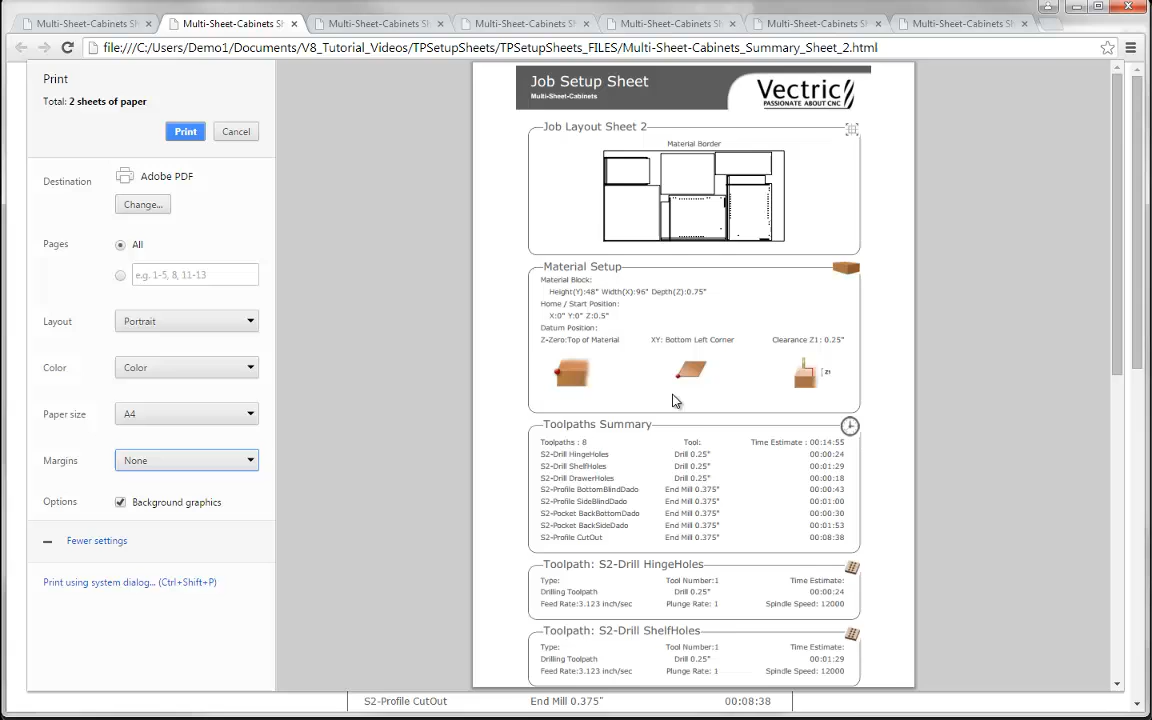 Multi-Sheet-Cabinets S × Multi-Sheet-Cabinets S × Multi-Sheet-Cabinets S × Multi-Sheet-Cabinets S × Multi-Sheet-Cabinets S × Multi-Sheet-Cabinets S × Multi-Sheet-Cabinets S ×
file:///C:/Users/Demo1/Documents/V8_Tutorial_Videos/TPSetupSheets/TPSetupSheets_FILES/Multi-Sheet-Cabinets_Summary_Sheet_2.html
Print
Total: 2 sheets of paper
Print Cancel
Destination Adobe PDF
Change...
Pages All
e.g. 1-5, 8, 11-13
Layout Portrait
Color Color
Paper size A4
Margins None
Options Background graphics
Fewer settings
Print using system dialog... (Ctrl+Shift+P)
Job Setup Sheet
Multi-Sheet-Cabinets
Vectric
PASSIONATE ABOUT CNC
Job Layout Sheet 2
Material Border
Material Setup
Material Block:
Height(Y):48" Width(X):96" Depth(Z):0.75"
Home / Start Position:
X:0" Y:0" Z:0.5"
Datum Position:
Z-Zero:Top of Material XY: Bottom Left Corner Clearance Z1: 0.25"
Z1
Toolpaths Summary
Toolpaths : 8 Tool: Time Estimate : 00:14:55
S2-Drill HingeHoles Drill 0.25" 00:00:24
S2-Drill ShelfHoles Drill 0.25" 00:01:29
S2-Drill DrawerHoles Drill 0.25" 00:00:18
S2-Profile BottomBlindDado End Mill 0.375" 00:00:43
S2-Profile SideBlindDado End Mill 0.375" 00:01:00
S2-Pocket BackBottomDado End Mill 0.375" 00:00:30
S2-Pocket BackSideDado End Mill 0.375" 00:01:53
S2-Profile CutOut End Mill 0.375" 00:08:38
Toolpath: S2-Drill HingeHoles
Type: Tool Number:1 Time Estimate:
Drilling Toolpath Drill 0.25" 00:00:24
Feed Rate:3.123 inch/sec Plunge Rate: 1 Spindle Speed: 12000
Toolpath: S2-Drill ShelfHoles
Type: Tool Number:1 Time Estimate:
Drilling Toolpath Drill 0.25" 00:01:29
Feed Rate:3.123 inch/sec Plunge Rate: 1 Spindle Speed: 12000
S2-Profile CutOut End Mill 0.375" 00:08:38